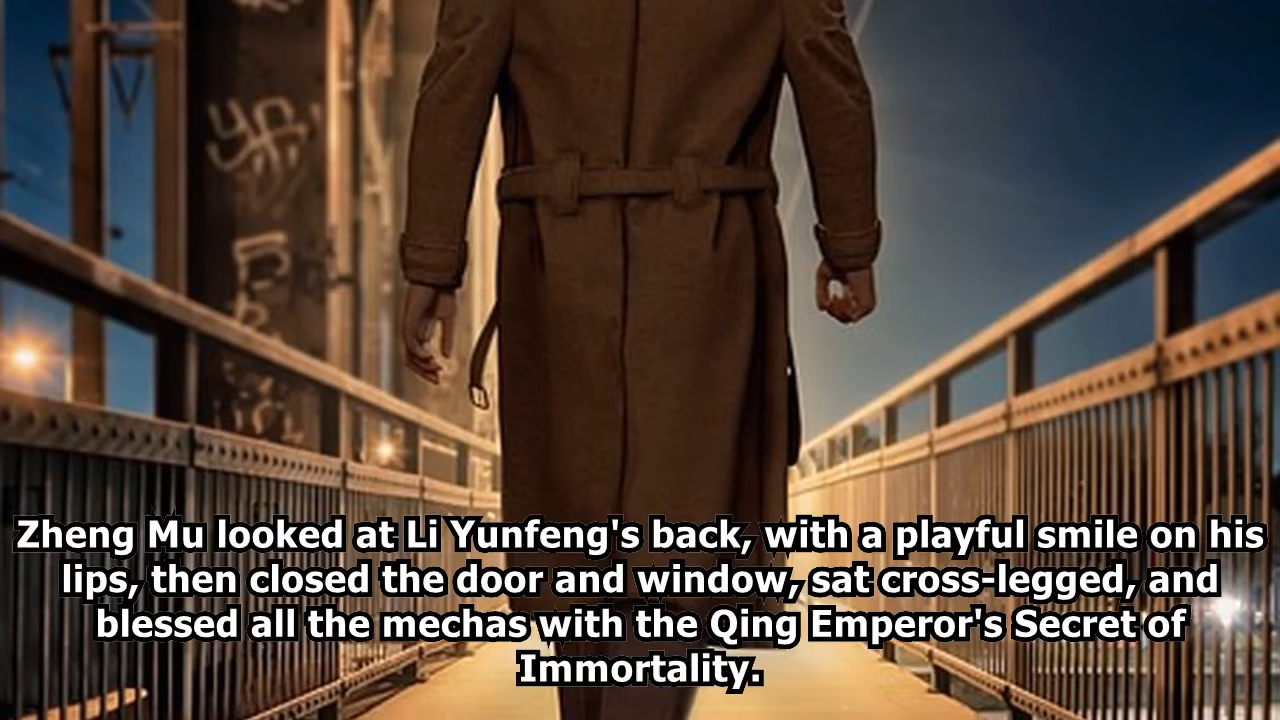 Zheng Mu looked at Li Yunfeng's back, with a playful smile on his
lips, then closed the door and window, sat cross-legged, and
blessed all the mechas with the Qing Emperor's Secret of
Immortality.